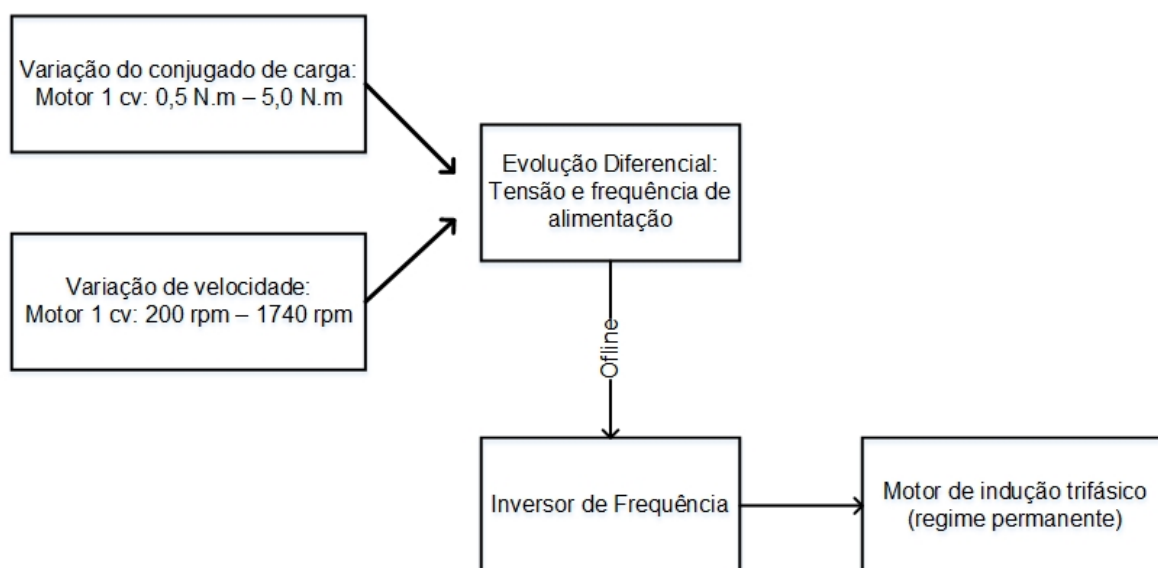 Variação do conjugado de carga:
Motor 1 cv: 0,5 N.m – 5,0 N.m
Evolução Diferencial:
Tensão e frequência de
alimentação
Variação de velocidade:
Motor 1 cv: 200 rpm – 1740 rpm
Ofline
Inversor de Frequência
Motor de indução trifásico
(regime permanente)